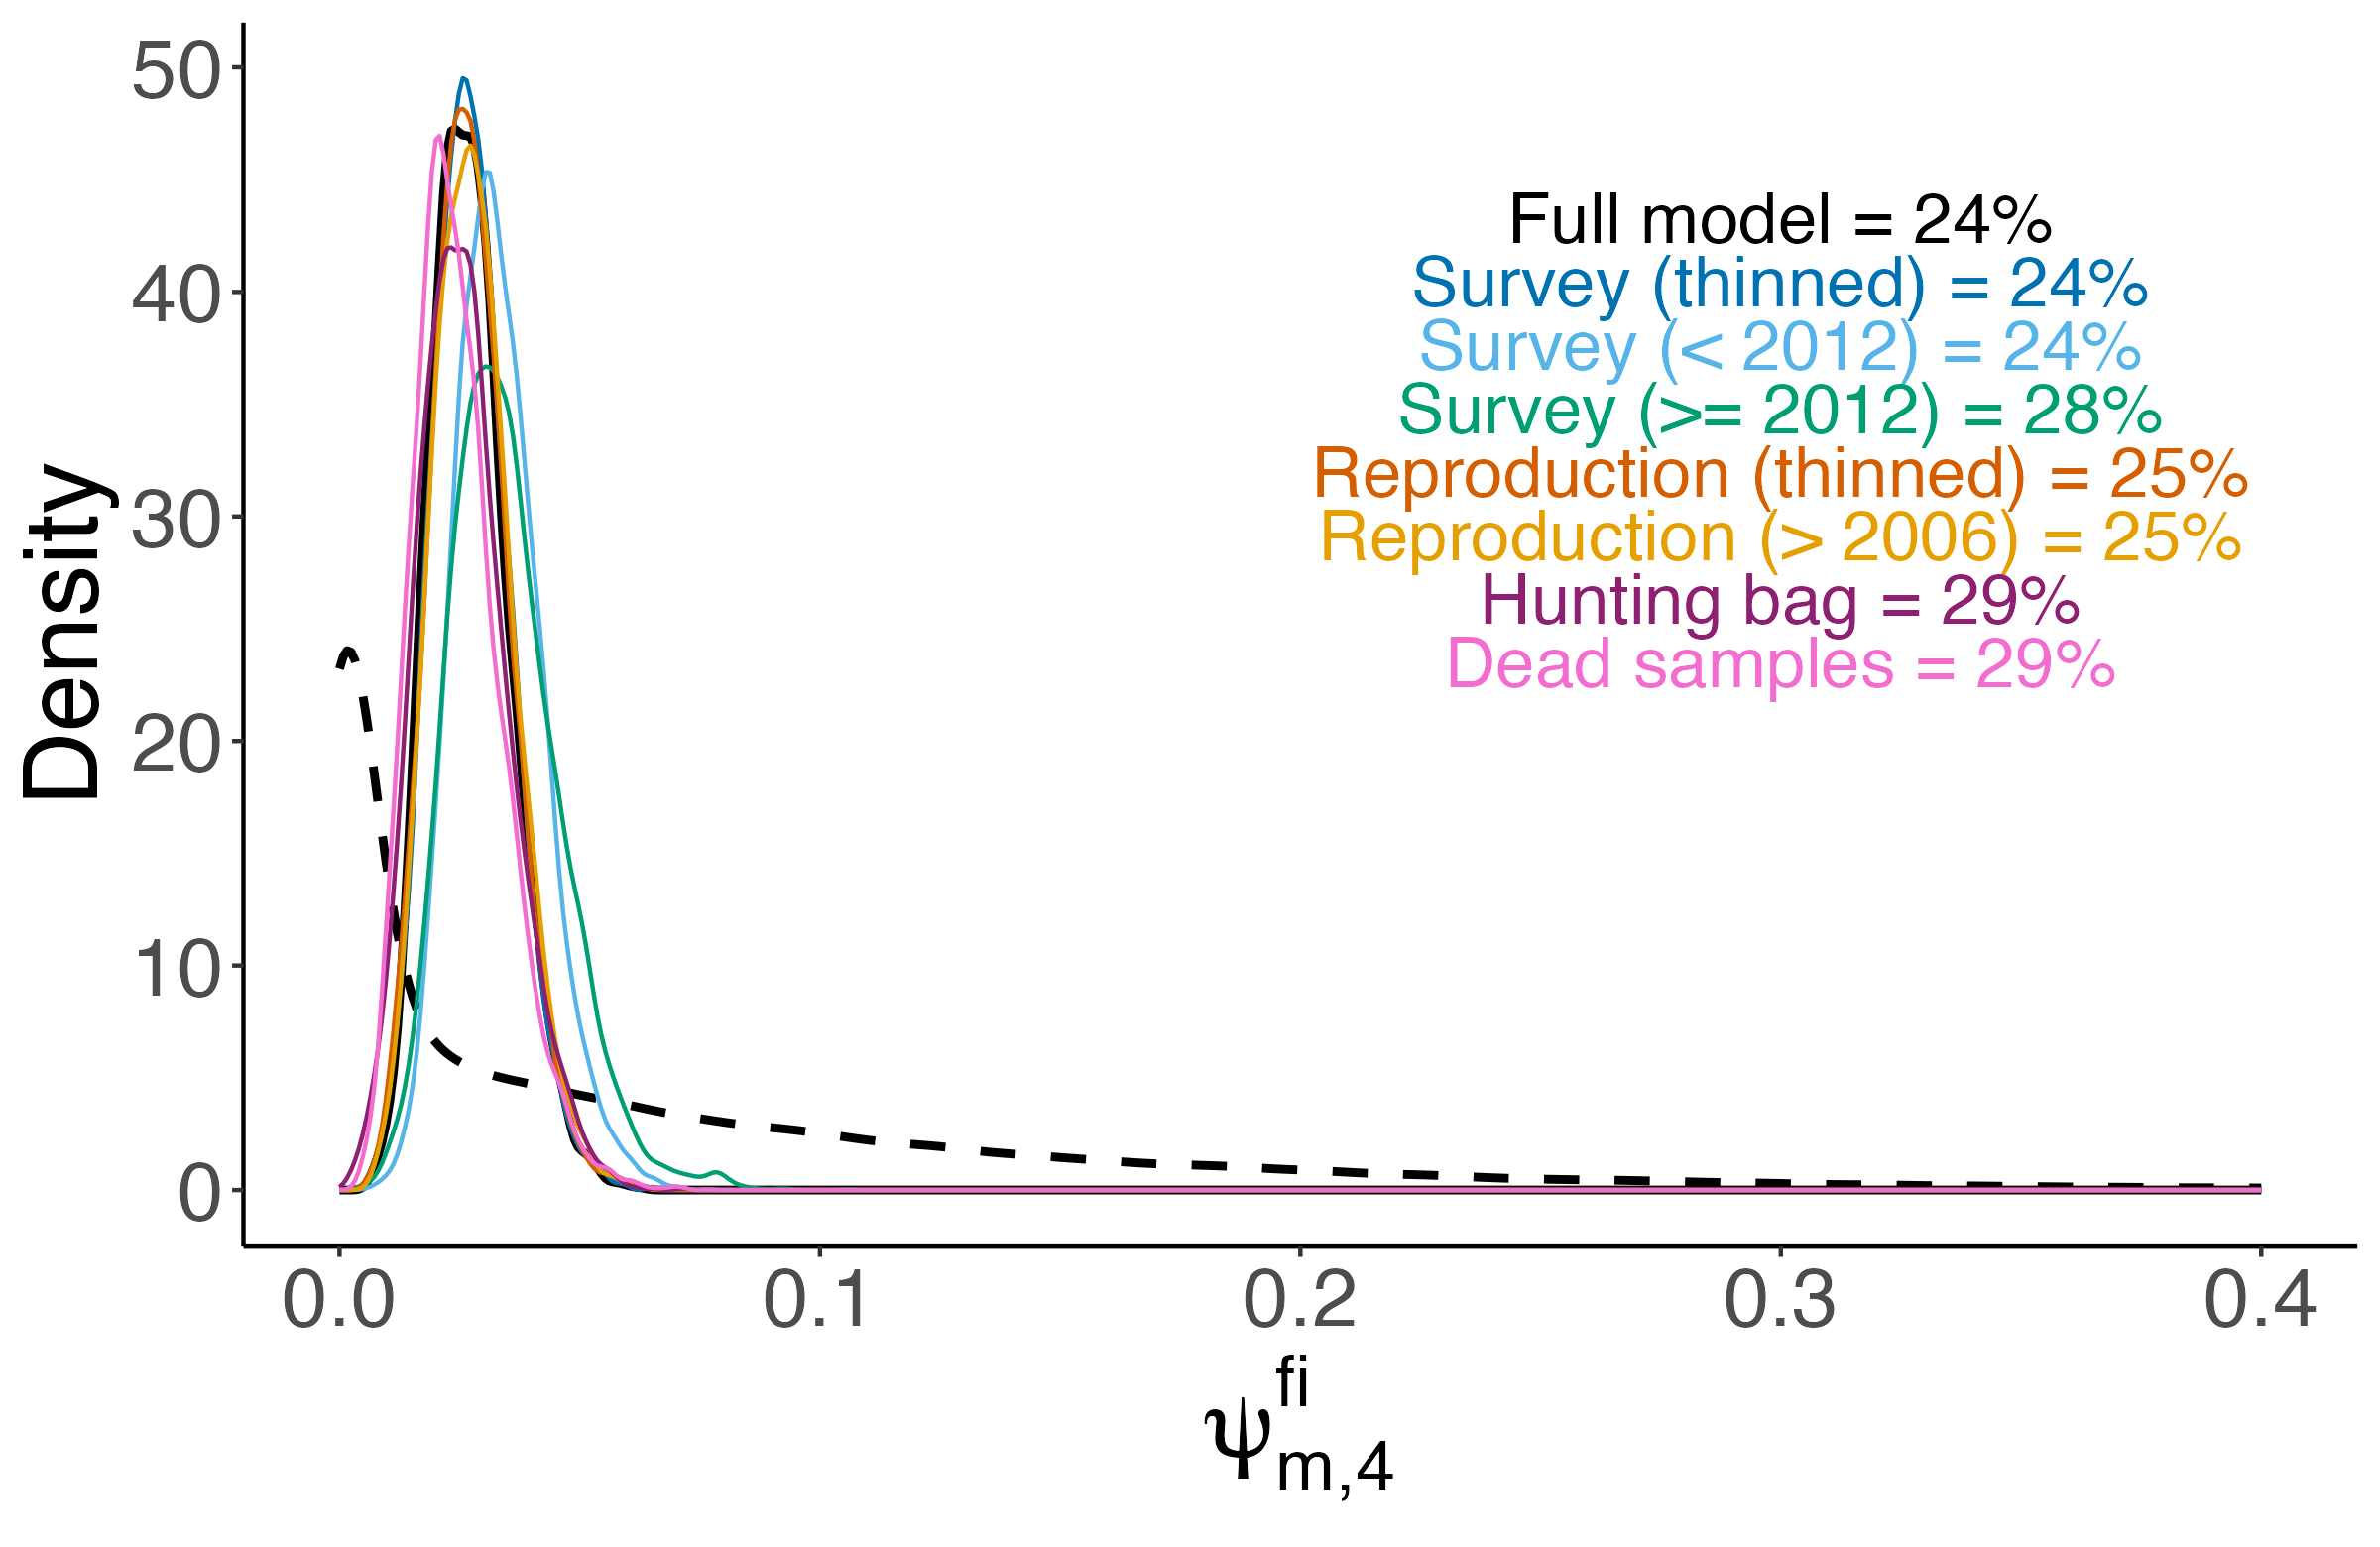 50
40
30
20
10
0
Density
Full model = 24%
Survey (thinned) = 24%
Survey (< 2012) = 24%
Survey (>= 2012) = 28%
Reproduction (thinned) = 25%
Reproduction (> 2006) = 25%
Hunting bag = 29%
Dead samples = 29%
0.0 0.1 0.2 0.3 0.4
ψ fi m,4